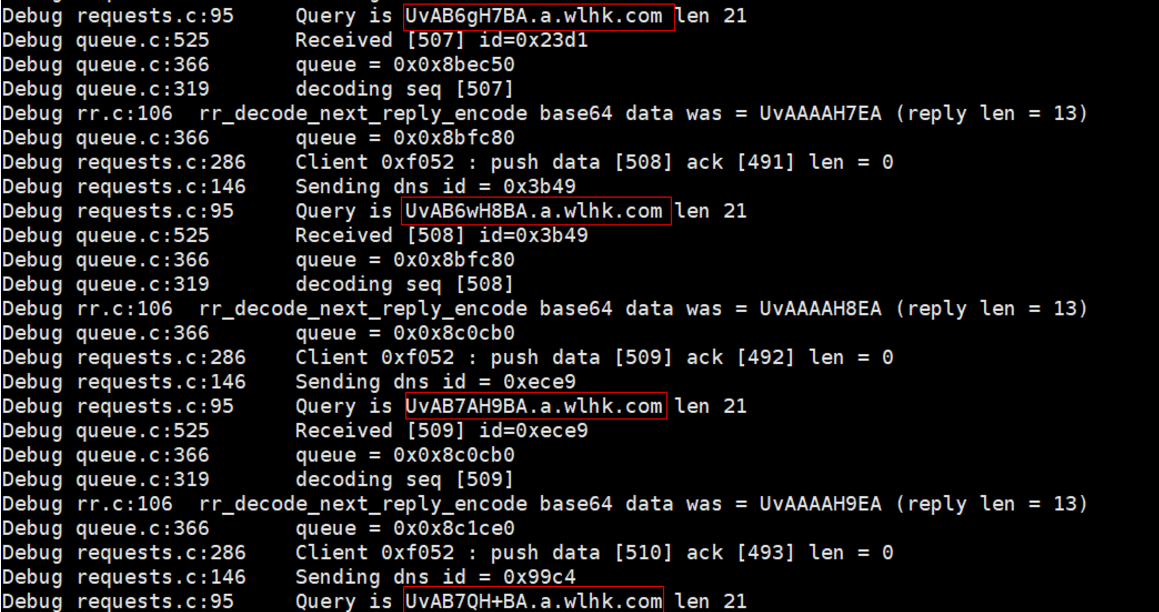 Debug requests.c:95 Query is UvAB6gH7BA.a.wlhk.com len 21
Debug queue.c:525 Received [507] id=0x23d1
Debug queue.c:366 queue = 0x0x8bec50
Debug queue.c:319 decoding seq [507]
Debug rr.c:106 rr_decode_next_reply_encode base64 data was = UvAAAAH7EA (reply len = 13)
Debug queue.c:366 queue = 0x0x8bfc80
Debug requests.c:286 Client 0xf052 : push data [508] ack [491] len = 0
Debug requests.c:146 Sending dns id = 0x3b49
Debug requests.c:95 Query is UvAB6wH8BA.a.wlhk.com len 21
Debug queue.c:525 Received [508] id=0x3b49
Debug queue.c:366 queue = 0x0x8bfc80
Debug queue.c:319 decoding seq [508]
Debug rr.c:106 rr_decode_next_reply_encode base64 data was = UvAAAAH8EA (reply len = 13)
Debug queue.c:366 queue = 0x0x8c0cb0
Debug requests.c:286 Client 0xf052 : push data [509] ack [492] len = 0
Debug requests.c:146 Sending dns id = 0xece9
Debug requests.c:95 Query is UvAB7AH9BA.a.wlhk.com len 21
Debug queue.c:525 Received [509] id=0xece9
Debug queue.c:366 queue = 0x0x8c0cb0
Debug queue.c:319 decoding seq [509]
Debug rr.c:106 rr_decode_next_reply_encode base64 data was = UvAAAAH9EA (reply len = 13)
Debug queue.c:366 queue = 0x0x8c1ce0
Debug requests.c:286 Client 0xf052 : push data [510] ack [493] len = 0
Debug requests.c:146 Sending dns id = 0x99c4
Debug requests.c:95 Query is UvAB7QH+BA.a.wlhk.com len 21